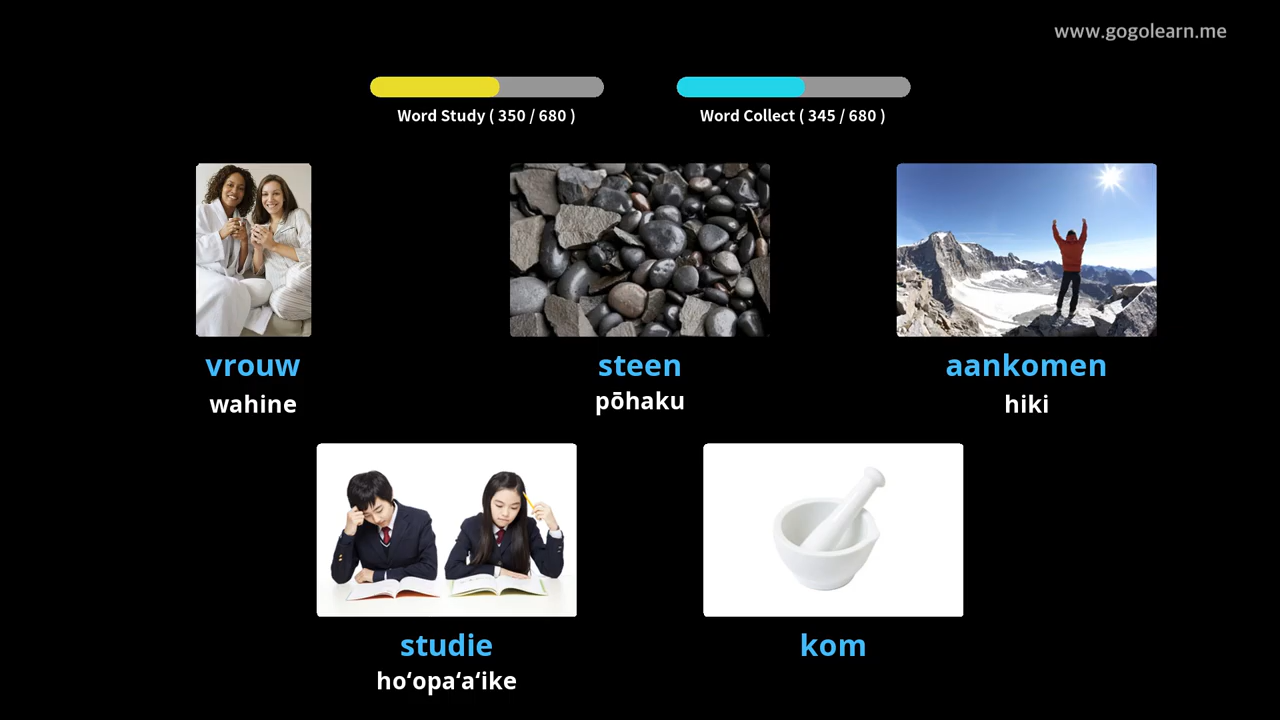 www.gogolearn.me
Word Study ( 350 / 680 )
Word Collect ( 345 / 680 )
vrouw
wahine
steen
pōhaku
aankomen
hiki
studie
hoʻopaʻaʻike
kom